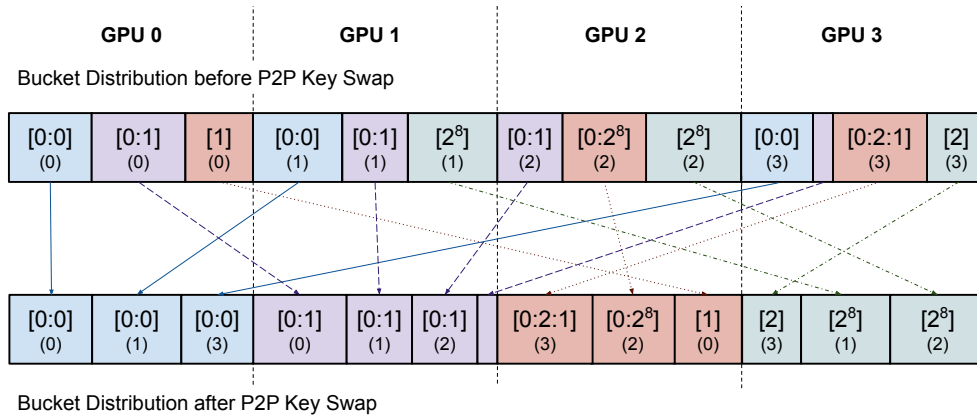 GPU 0 GPU 1 GPU 2 GPU 3
Bucket Distribution before P2P Key Swap
[0:0] [0:1] [1] [0:0] [0:1] [2⁸] [0:1] [0:2⁸] [2⁸] [0:0] [0:2:1] [2]
(0) (0) (0) (1) (1) (1) (2) (2) (2) (3) (3) (3)
[0:0] [0:0] [0:0] [0:1] [0:1] [0:1] [0:2:1] [0:2⁸] [1] [2] [2⁸] [2⁸]
(0) (1) (3) (0) (1) (2) (3) (2) (0) (3) (1) (2)
Bucket Distribution after P2P Key Swap